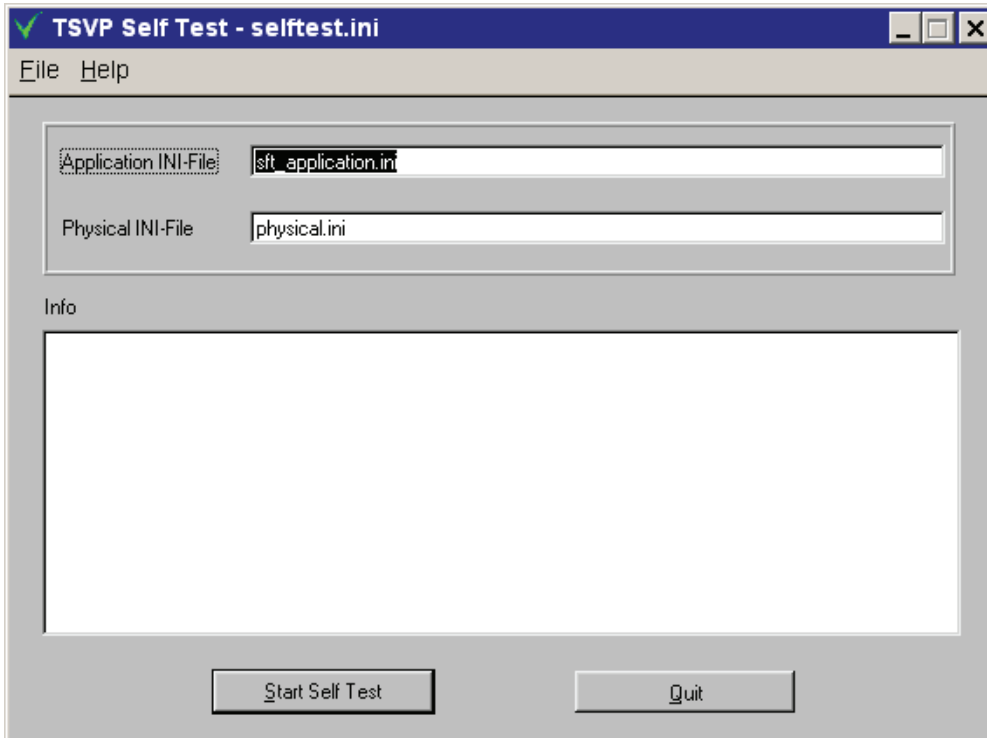 TSVP Self Test - selftest.ini
File Help
Application INI-File sft_application.ini
Physical INI-File physical.ini
Info
Start Self Test Quit